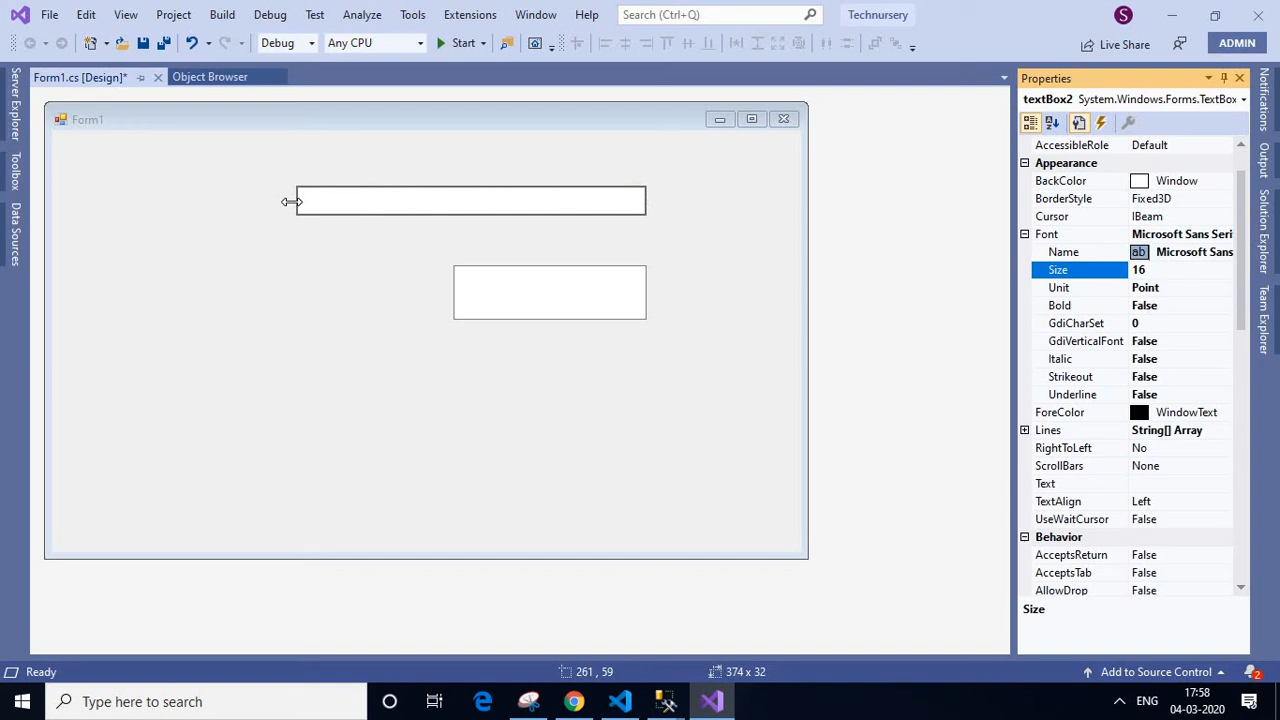 File Edit View Project Build Debug Test Analyze Tools Extensions Window Help Search (Ctrl+Q) Technursery S
Debug Any CPU Start Live Share ADMIN
Form1.cs [Design]* Object Browser
Server Explorer
Toolbox
Data Sources
Form1
Properties
textBox2 System.Windows.Forms.TextBox
AccessibleRole Default
Appearance
BackColor Window
BorderStyle Fixed3D
Cursor IBeam
Font Microsoft Sans Seri
Name ab Microsoft Sans
Size 16
Unit Point
Bold False
GdiCharSet 0
GdiVerticalFont False
Italic False
Strikeout False
Underline False
ForeColor WindowText
Lines String[] Array
RightToLeft No
ScrollBars None
Text
TextAlign Left
UseWaitCursor False
Behavior
AcceptsReturn False
AcceptsTab False
AllowDrop False
Size
Notifications
Output
Solution Explorer
Team Explorer
Ready 261 , 59 374 x 32 Add to Source Control 2
Type here to search ENG 17:58
04-03-2020